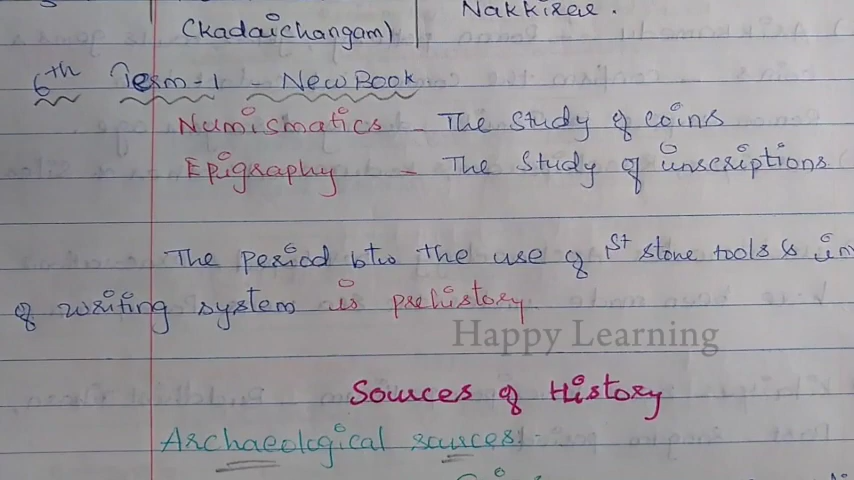 Nakkirar.
(Kadaichangam)
6th Term-1 - New Book
Numismatics - The study of coins
Epigraphy - The study of inscriptions
The period btw the use of 1st stone tools & in
of writing system is prehistory
Happy Learning
Sources of History
Archaeological sources:-